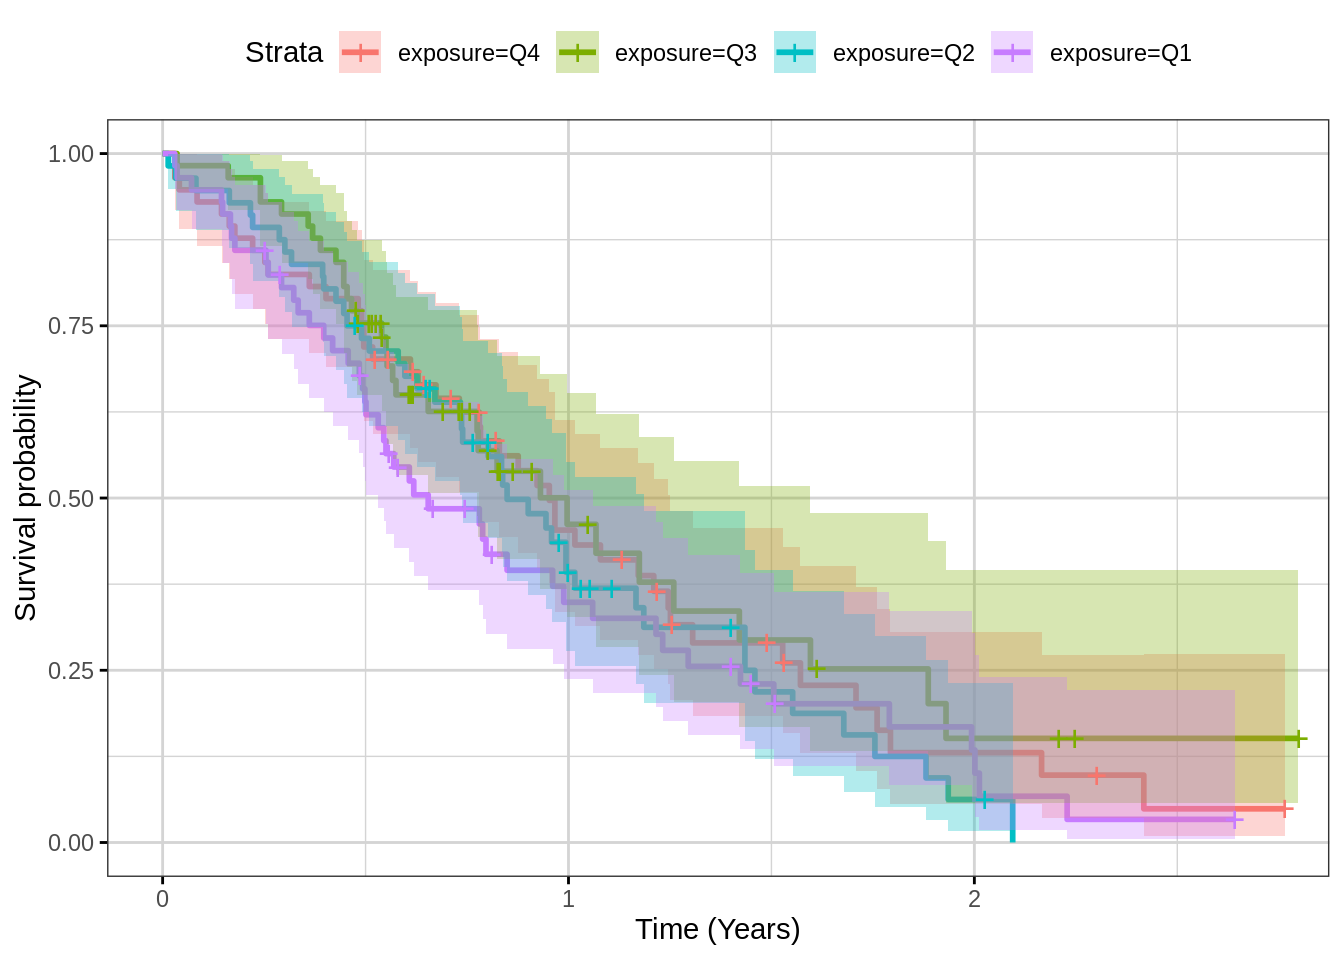 Strata exposure=Q4 exposure=Q3 exposure=Q2 exposure=Q1
1.00
0.75
0.50
0.25
0.00
Survival probability
0 1 2
Time (Years)